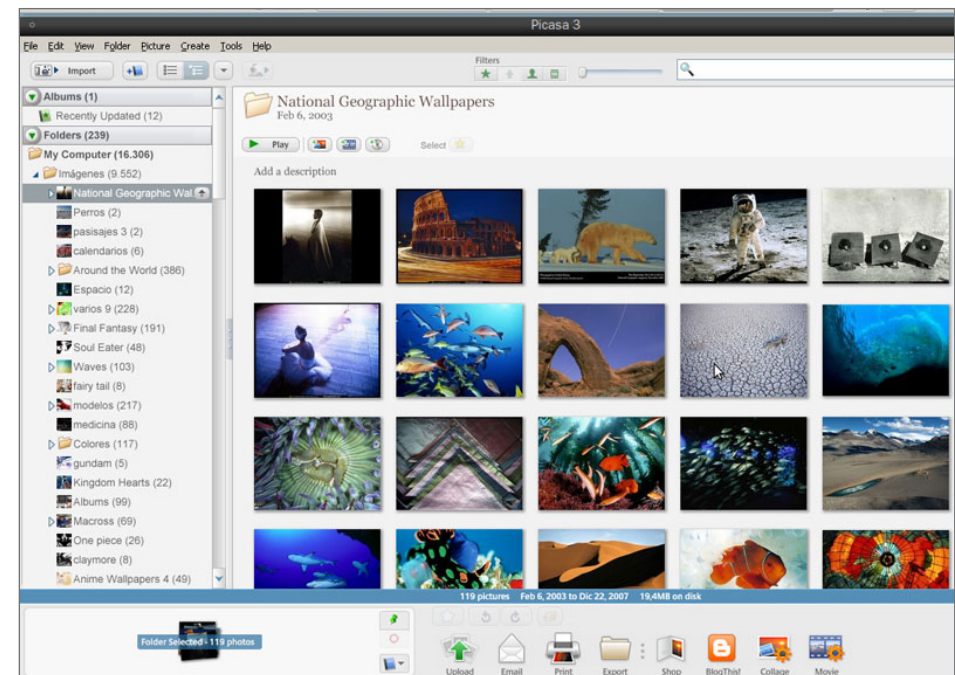 Picasa 3
File Edit View Folder Picture Create Tools Help
Import
Filters
Albums (1)
Recently Updated (12)
Folders (239)
My Computer (16.306)
Imágenes (9.552)
National Geographic Wal
Perros (2)
pasisajes 3 (2)
calendarios (6)
Around the World (386)
Espacio (12)
varios 9 (228)
Final Fantasy (191)
Soul Eater (48)
Waves (103)
fairy tail (8)
modelos (217)
medicina (88)
Colores (117)
gundam (5)
Kingdom Hearts (22)
Albums (99)
Macross (69)
One piece (26)
claymore (8)
Anime Wallpapers 4 (49)
National Geographic Wallpapers
Feb 6, 2003
Play Select
Add a description
119 pictures Feb 6, 2003 to Dic 22, 2007 19,4MB on disk
Folder Selected - 119 photos
Upload Email Print Export Shop BlogThis! Collage Movie